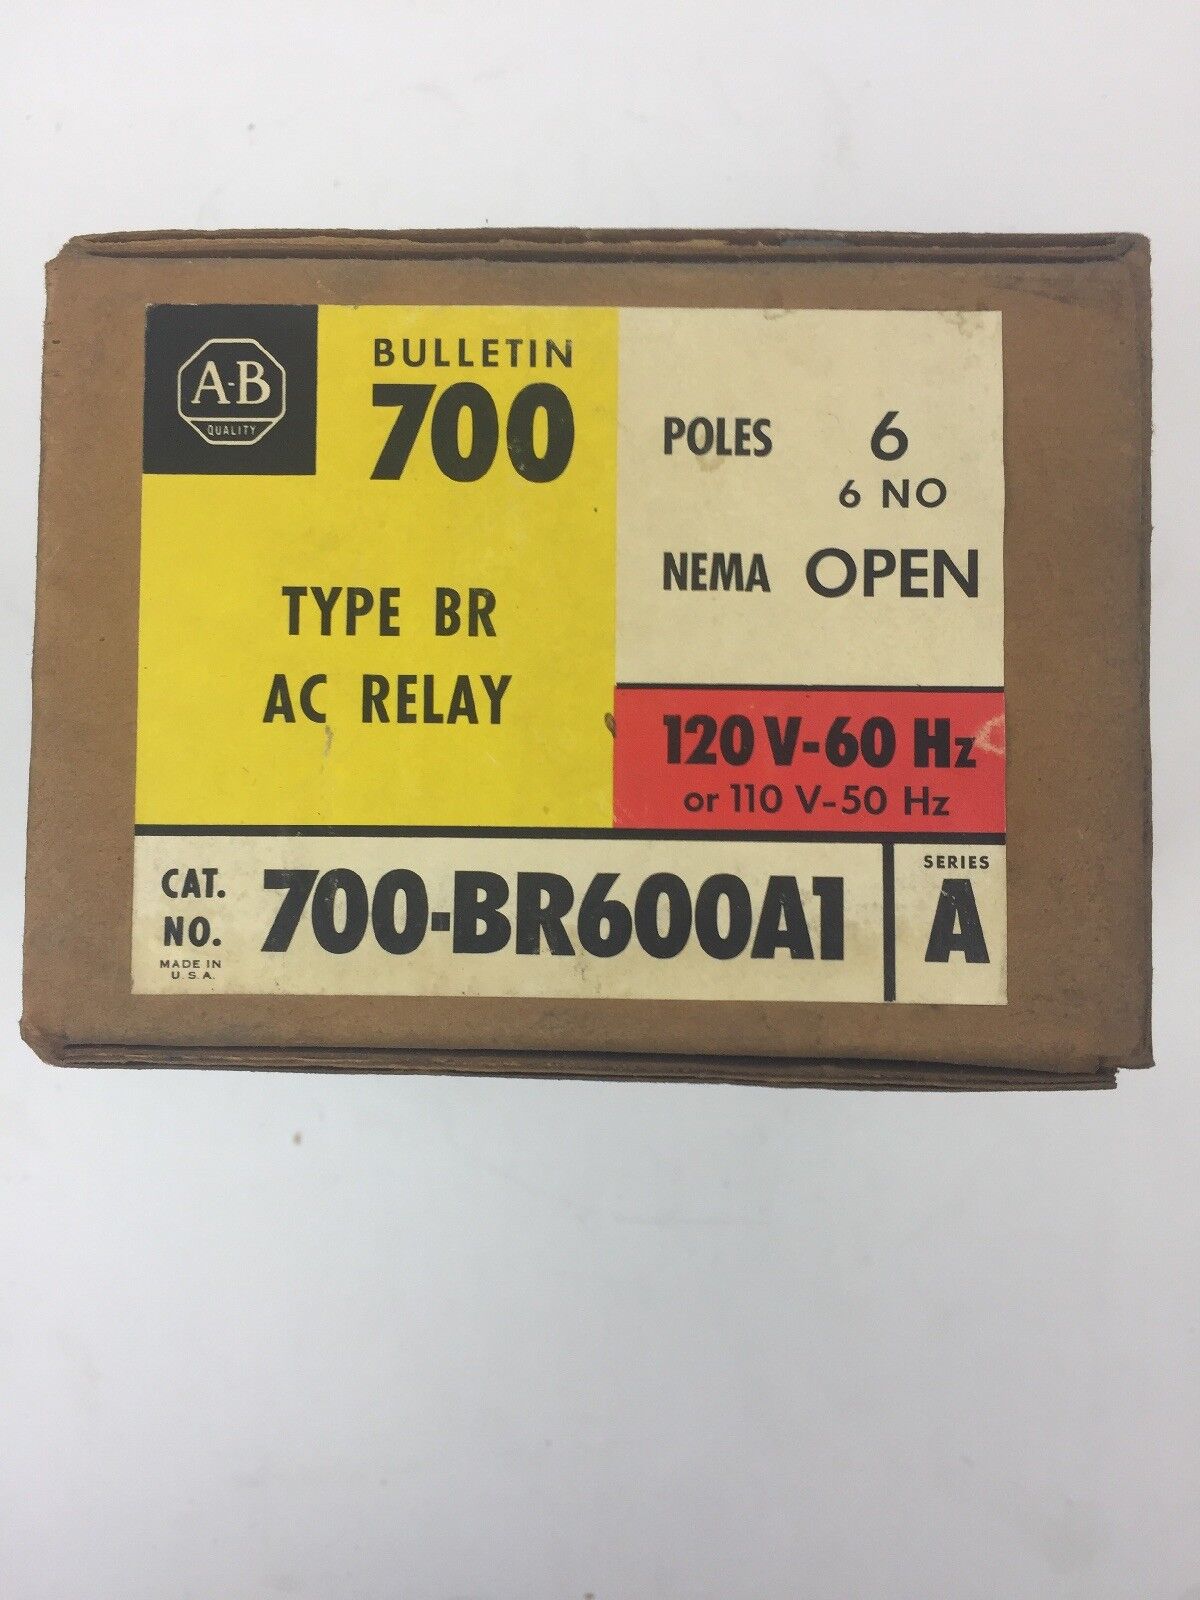 A-B
QUALITY
BULLETIN
700
TYPE BR
AC RELAY
POLES 6
6 NO
NEMA OPEN
120 V-60 Hz
or 110 V-50 Hz
CAT.
NO.
MADE IN
U.S.A.
700-BR600A1
SERIES
A